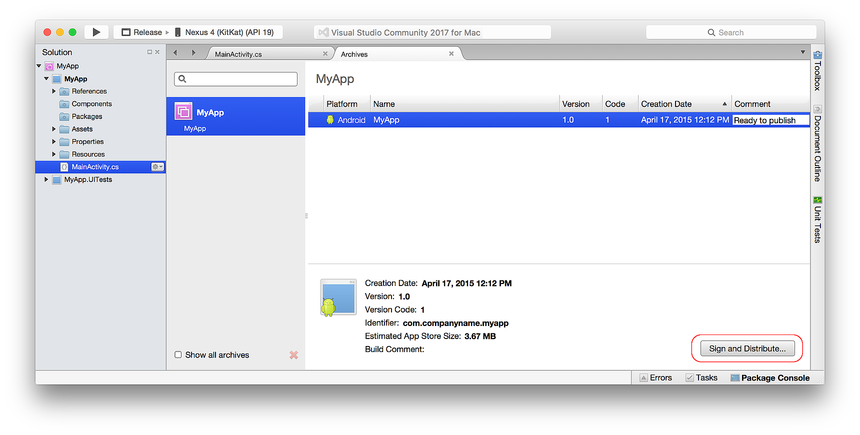 Release
Nexus 4 (KitKat) (API 19)
Visual Studio Community 2017 for Mac
Search
Solution
MainActivity.cs
Archives
MyApp
MyApp
References
Components
Packages
Assets
Properties
Resources
MainActivity.cs
MyApp.UITests
MyApp
MyApp
Show all archives
MyApp
Platform Name Version Code Creation Date Comment
Android MyApp 1.0 1 April 17, 2015 12:12 PM Ready to publish
Creation Date: April 17, 2015 12:12 PM
Version: 1.0
Version Code: 1
Identifier: com.companyname.myapp
Estimated App Store Size: 3.67 MB
Build Comment:
Sign and Distribute...
Toolbox
Document Outline
Unit Tests
Errors
Tasks
Package Console